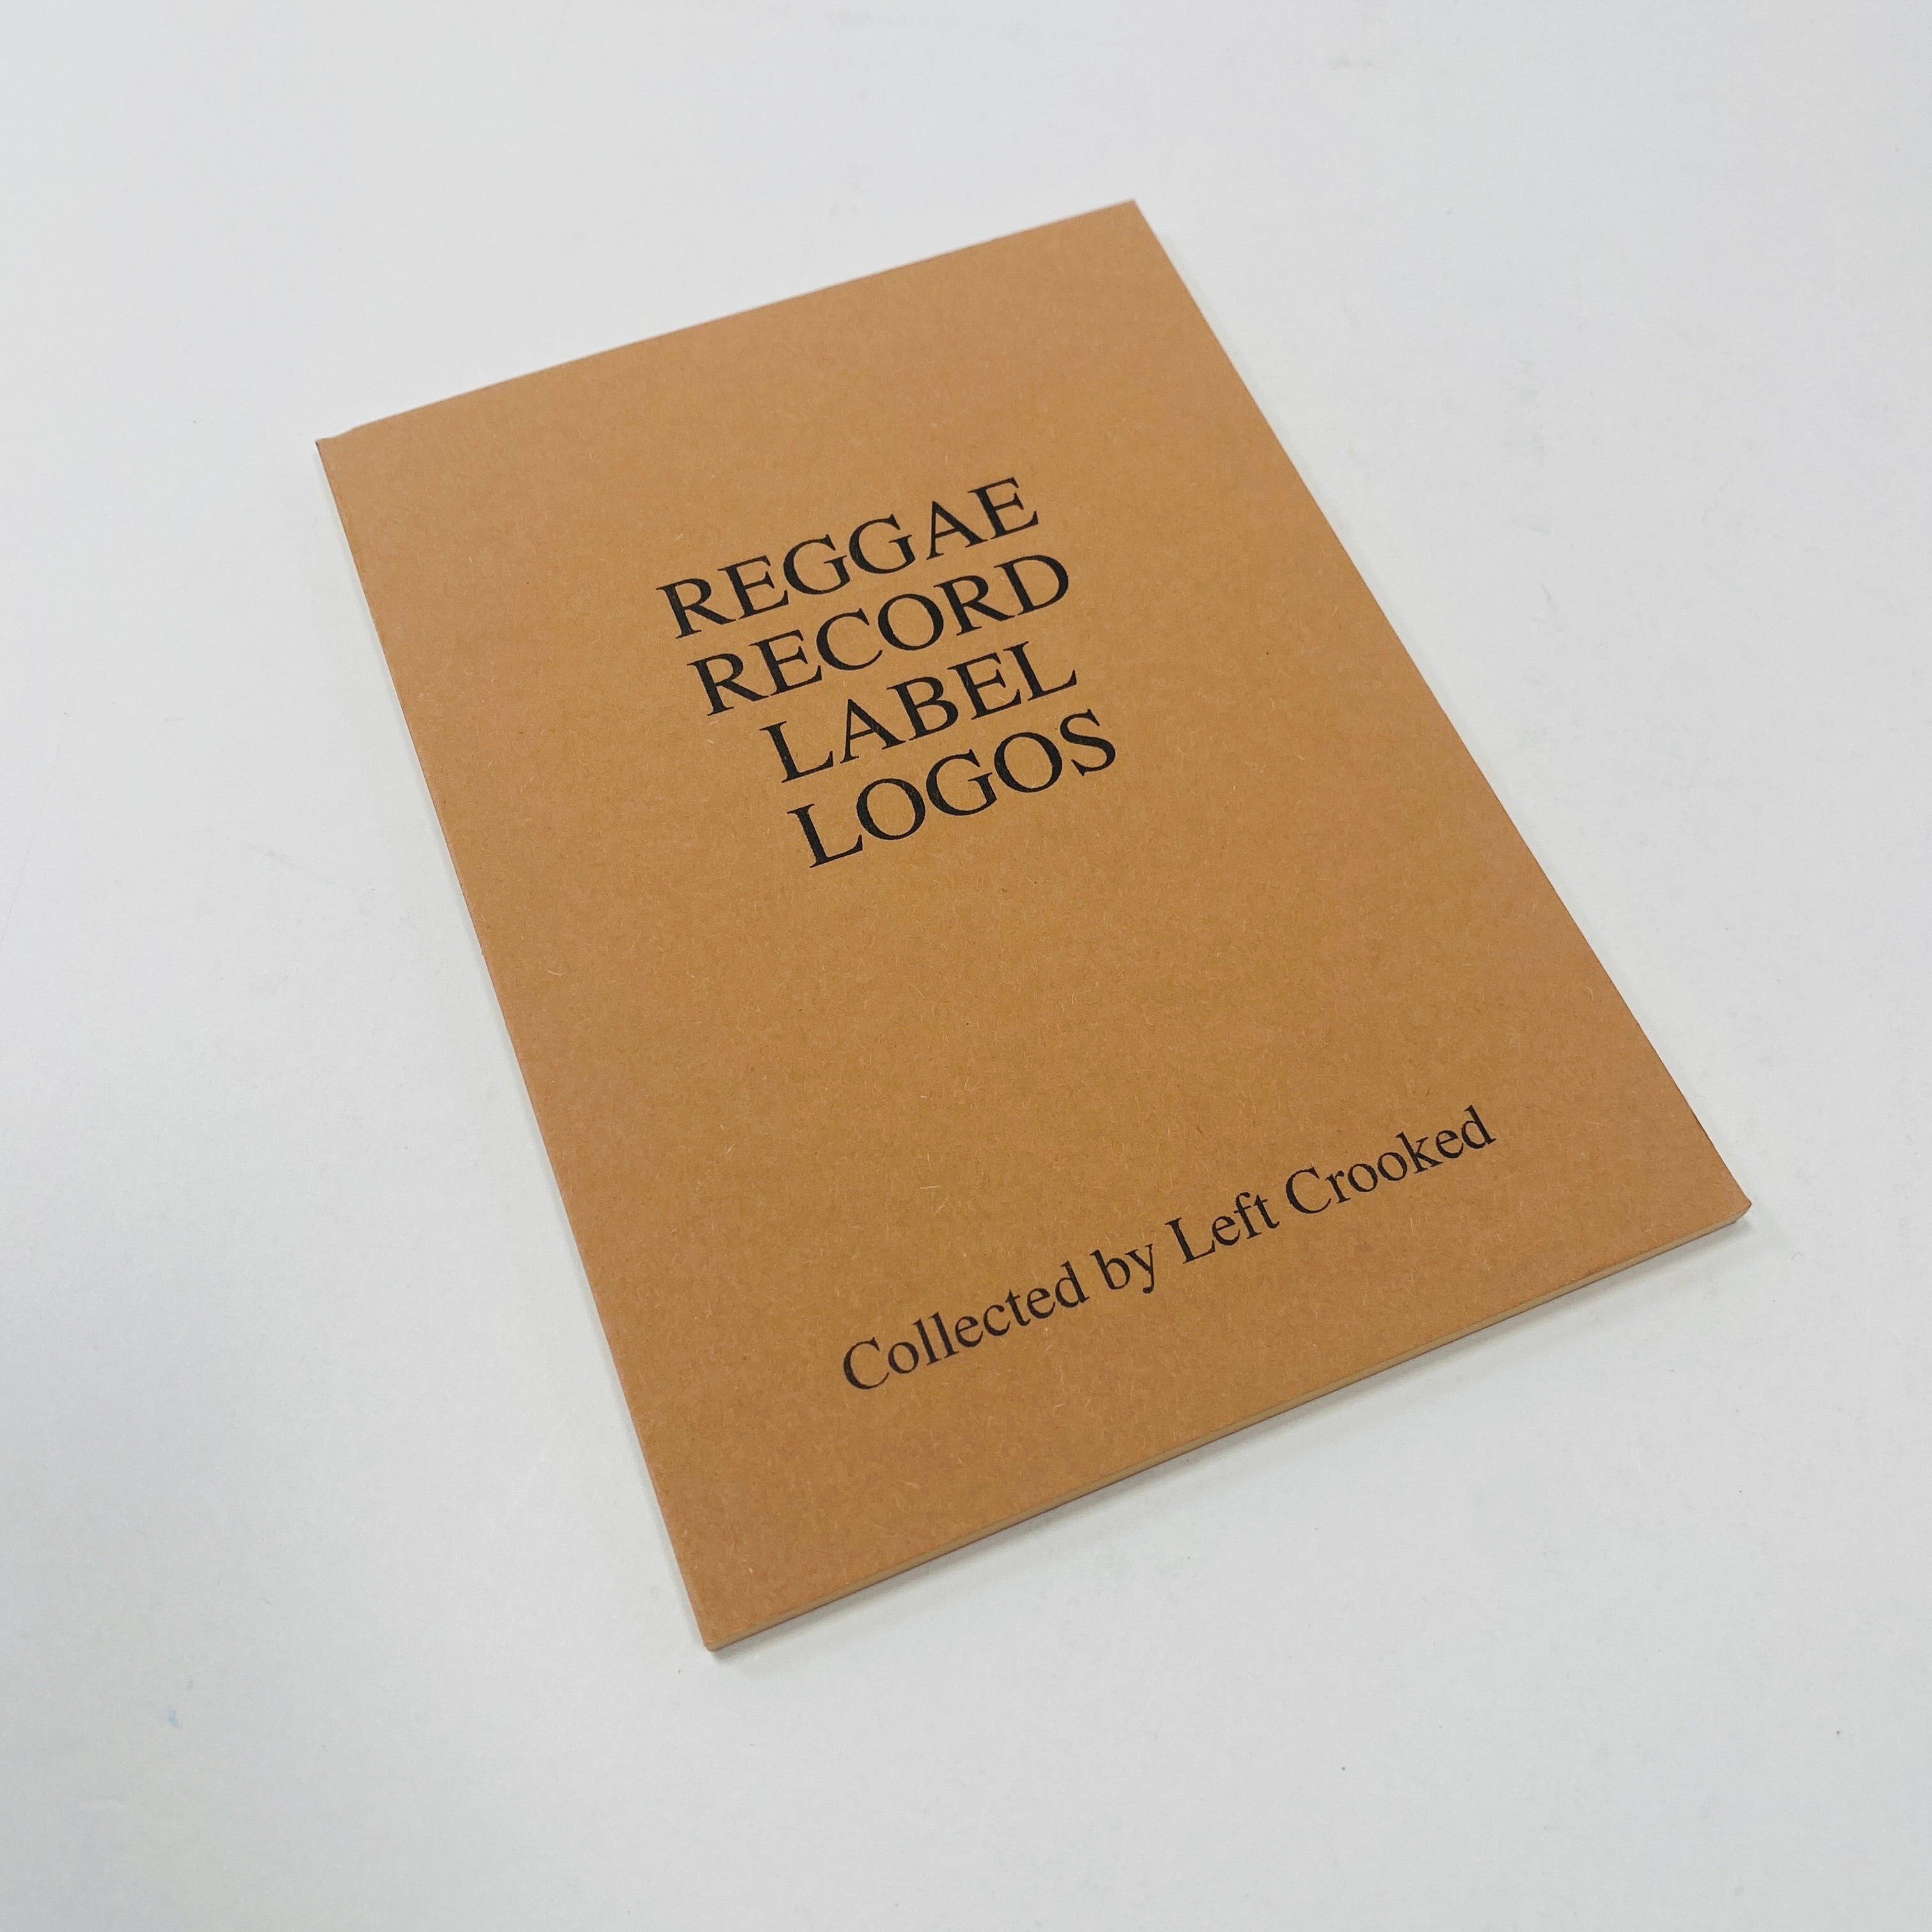 REGGAE
RECORD
LABEL
LOGOS
Collected by Left Crooked